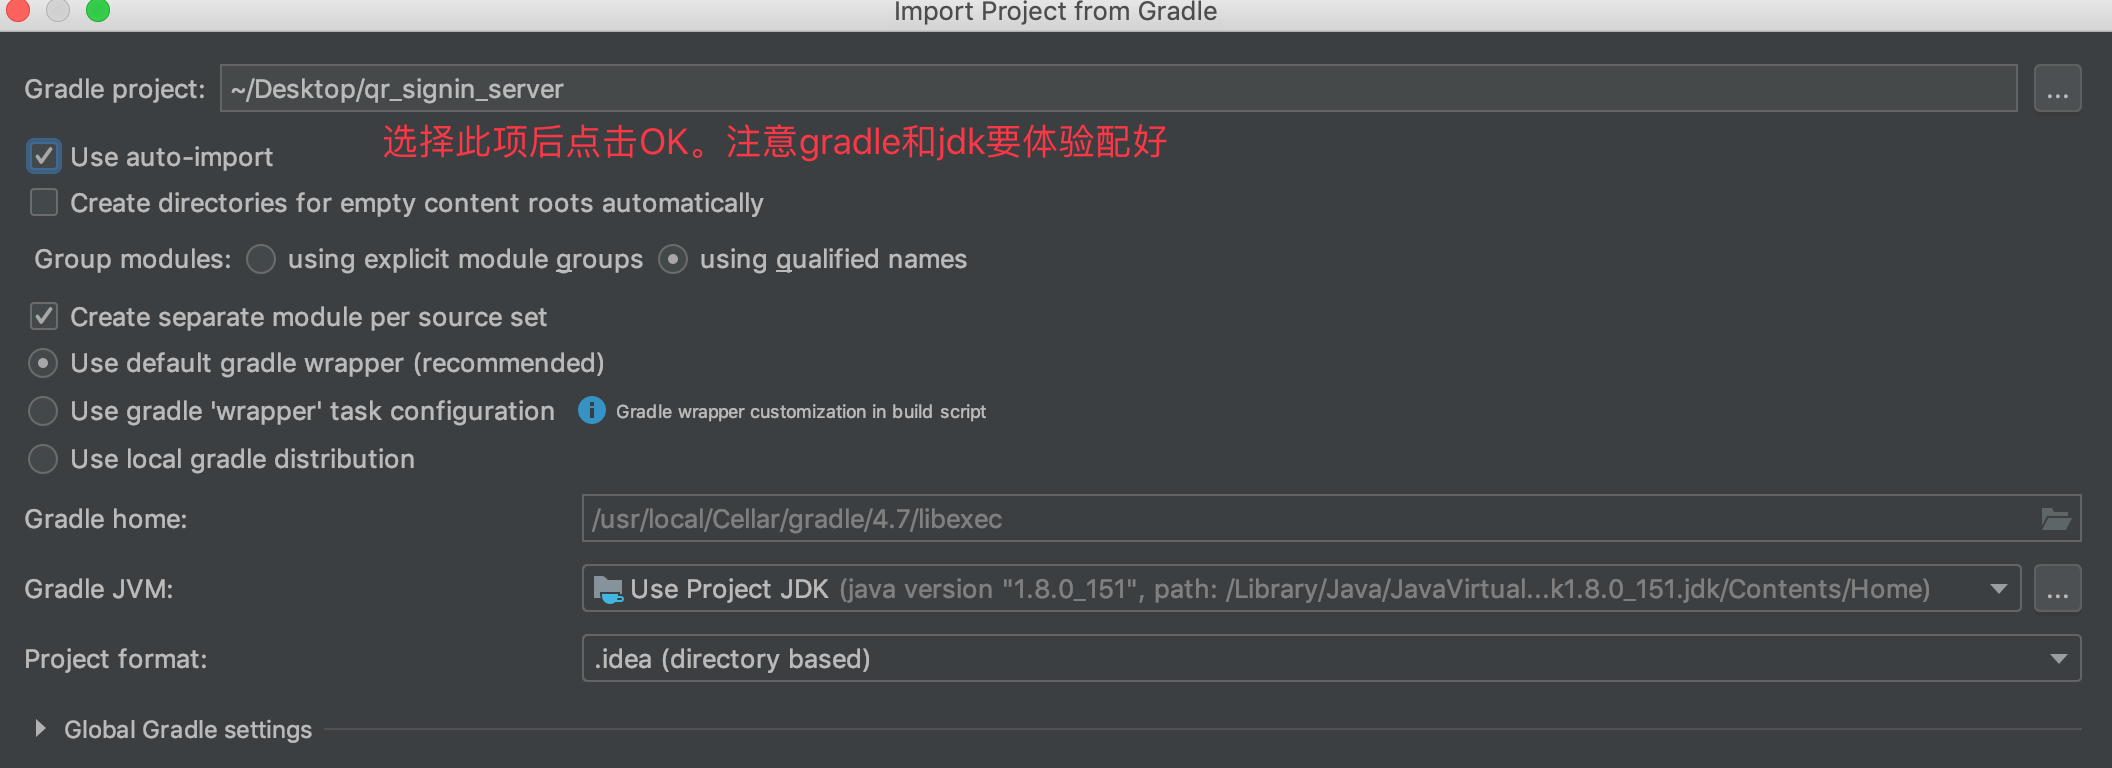 Import Project from Gradle
Gradle project: ~/Desktop/qr_signin_server ...
选择此项后点击OK。注意gradle和jdk要体验配好
Use auto-import
Create directories for empty content roots automatically
Group modules: using explicit module groups using qualified names
Create separate module per source set
Use default gradle wrapper (recommended)
Use gradle 'wrapper' task configuration Gradle wrapper customization in build script
Use local gradle distribution
Gradle home: /usr/local/Cellar/gradle/4.7/libexec
Gradle JVM: Use Project JDK (java version "1.8.0_151", path: /Library/Java/JavaVirtual...k1.8.0_151.jdk/Contents/Home) ...
Project format: .idea (directory based)
Global Gradle settings